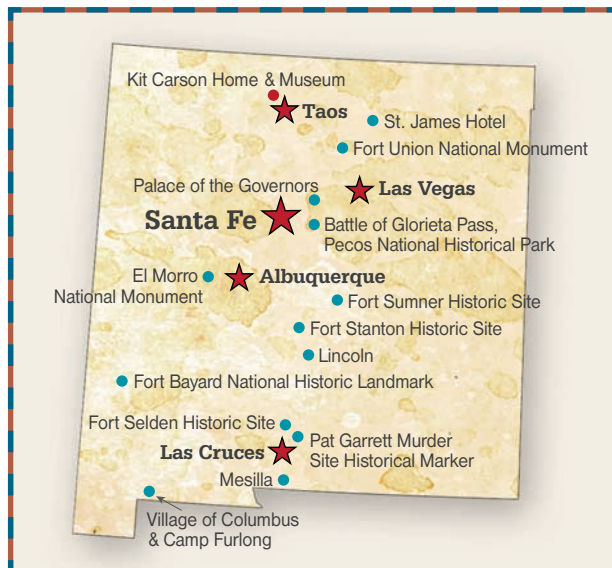 Kit Carson Home & Museum
Taos
St. James Hotel
Fort Union National Monument
Palace of the Governors
Las Vegas
Santa Fe
Battle of Glorieta Pass,
Pecos National Historical Park
El Morro
National Monument
Albuquerque
Fort Sumner Historic Site
Fort Stanton Historic Site
Lincoln
Fort Bayard National Historic Landmark
Fort Selden Historic Site
Pat Garrett Murder
Site Historical Marker
Las Cruces
Mesilla
Village of Columbus
& Camp Furlong